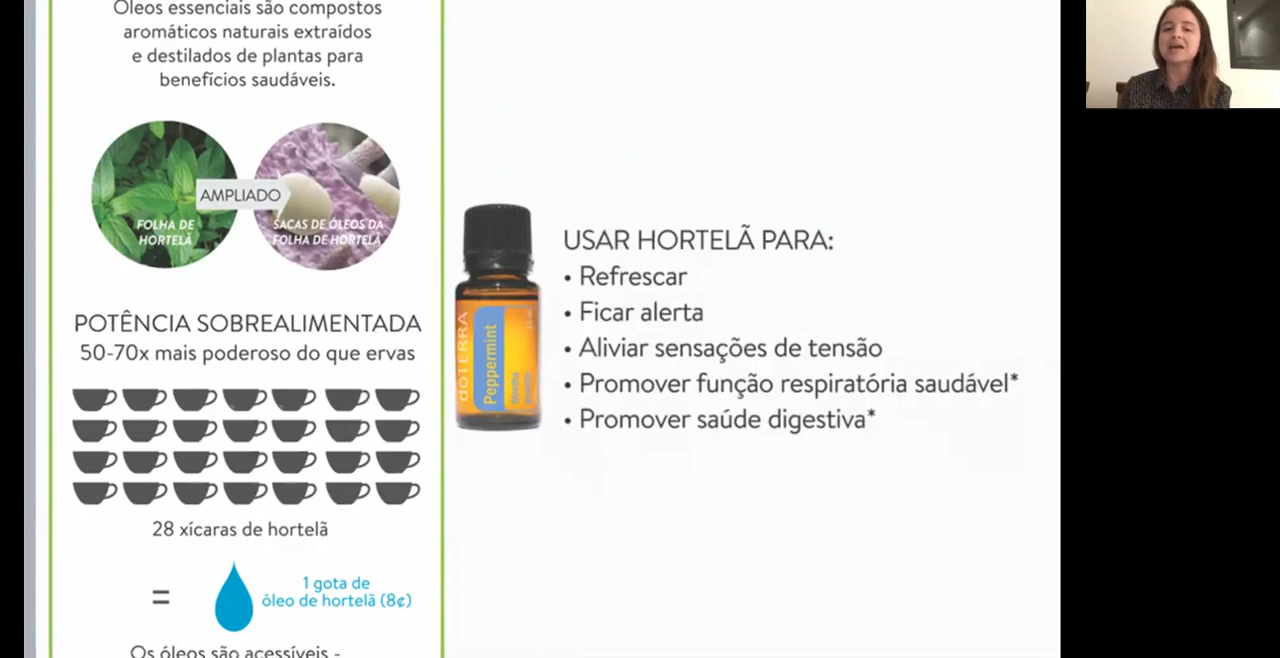 Óleos essenciais são compostos
aromáticos naturais extraídos
e destilados de plantas para
benefícios saudáveis.
AMPLIADO
FOLHA DE
HORTELÃ
SACAS DE ÓLEOS DA
FOLHA DE HORTELÃ
POTÊNCIA SOBREALIMENTADA
50-70x mais poderoso do que ervas
28 xícaras de hortelã
=
1 gota de
óleo de hortelã (8¢)
Os óleos são acessíveis -
dōTERRA
Peppermint
USAR HORTELÃ PARA:
• Refrescar
• Ficar alerta
• Aliviar sensações de tensão
• Promover função respiratória saudável*
• Promover saúde digestiva*